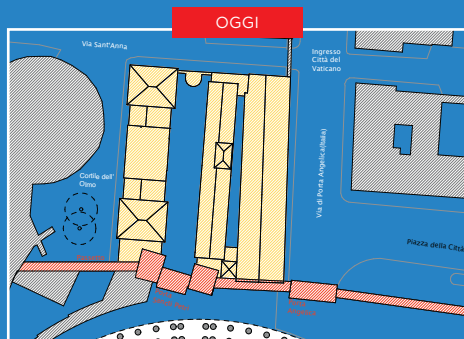 OGGI
Via Sant'Anna
Ingresso
Città del
Vaticano
Cortile dell'
Olmo
Via di Porta Angelica(Italia)
Piazza della Città